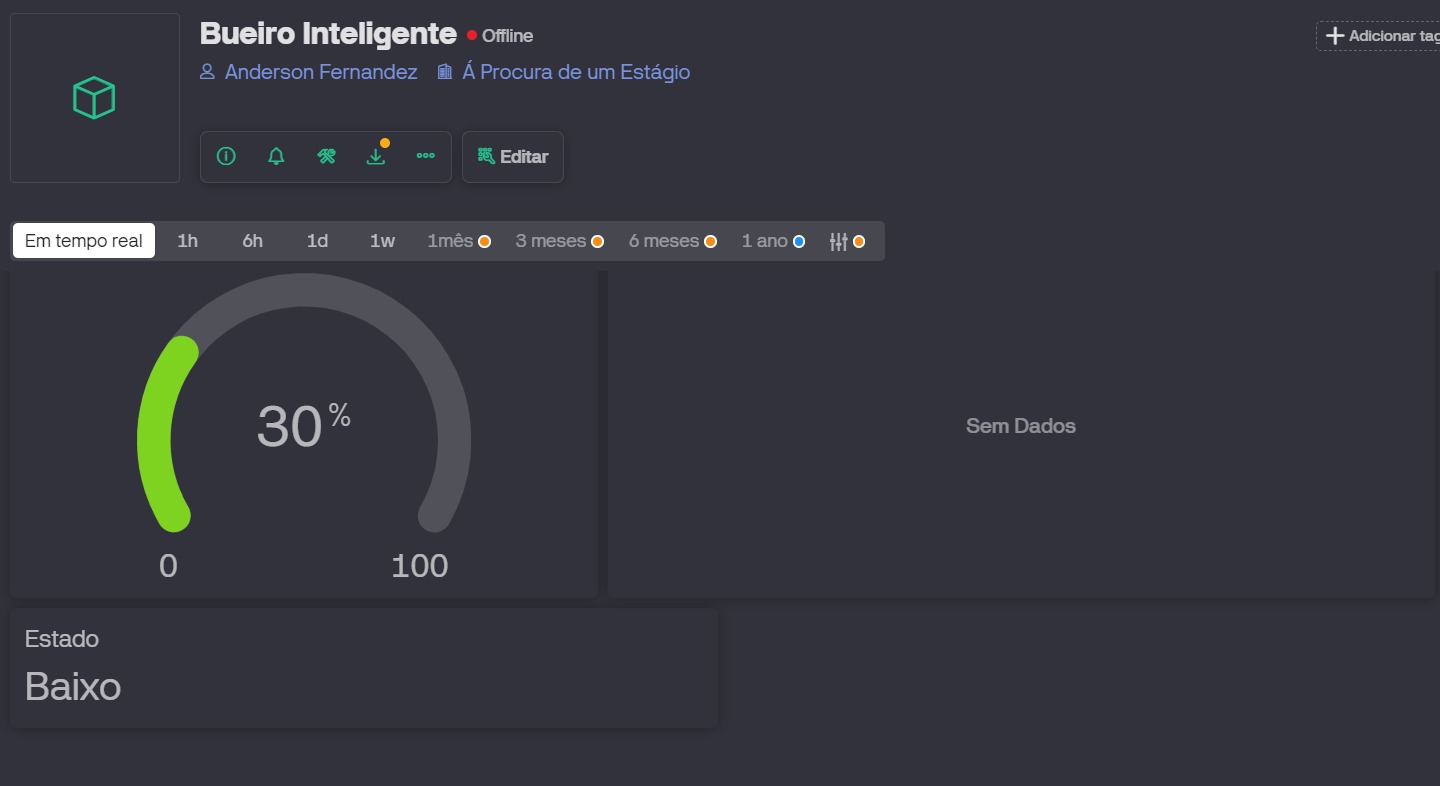 Bueiro Inteligente Offline
Adicionar tag
Anderson Fernandez Á Procura de um Estágio
Editar
Em tempo real 1h 6h 1d 1w 1mês 3 meses 6 meses 1 ano
30%
0 100
Sem Dados
Estado
Baixo